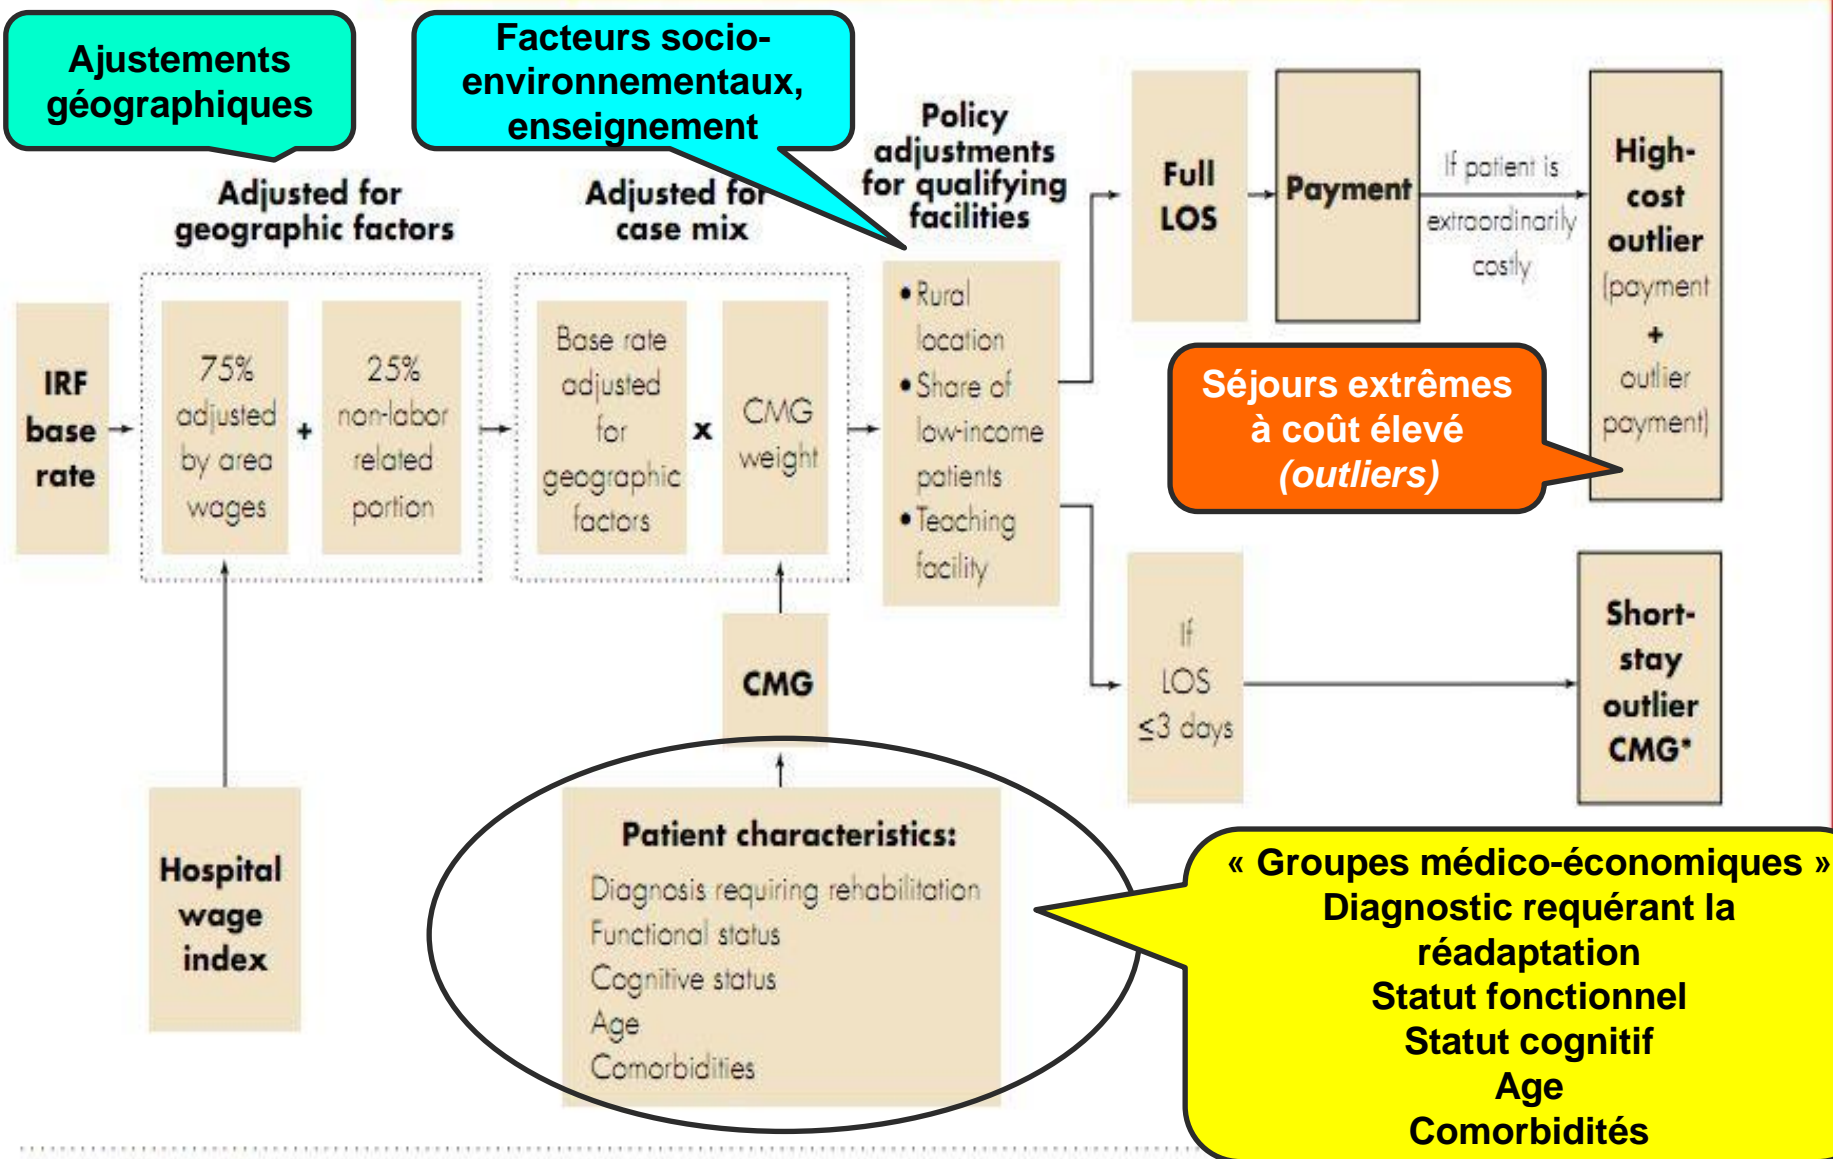 Ajustements
géographiques
Facteurs socio-
environnementaux,
enseignement
Adjusted for
geographic factors
Adjusted for
case mix
Policy
adjustments
for qualifying
facilities
IRF
base
rate
75%
adjusted
by area
wages
+
25%
non-labor
related
portion
Base rate
adjusted
for
geographic
factors
x
CMG
weight
• Rural
location
• Share of
low-income
patients
• Teaching
facility
Full
LOS
Payment
If patient is
extraordinarily
costly
High-
cost
outlier
(payment
+
outlier
payment)
Séjours extrêmes
à coût élevé
(outliers)
If
LOS
≤3 days
Short-
stay
outlier
CMG*
CMG
Hospital
wage
index
Patient characteristics:
Diagnosis requiring rehabilitation
Functional status
Cognitive status
Age
Comorbidities
« Groupes médico-économiques »
Diagnostic requérant la
réadaptation
Statut fonctionnel
Statut cognitif
Age
Comorbidités